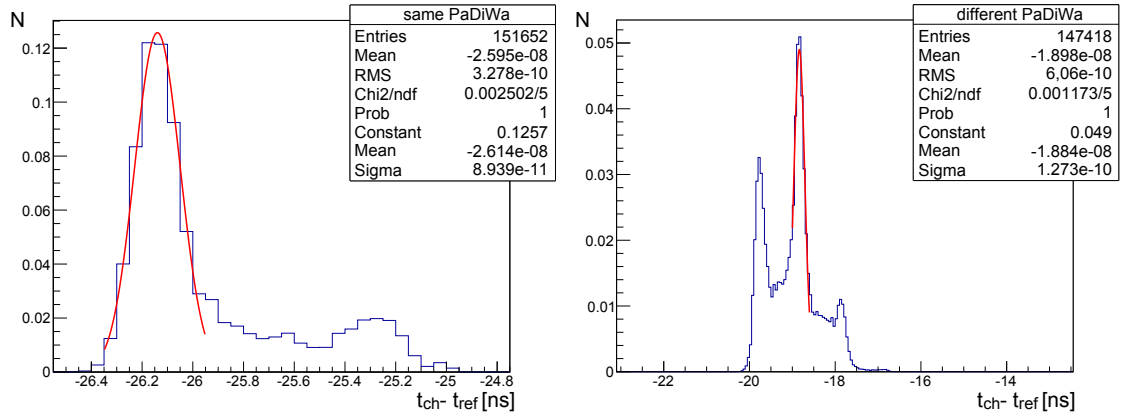 N
same PaDiWa
Entries 151652
Mean -2.595e-08
RMS 3.278e-10
Chi2/ndf 0.002502/5
Prob 1
Constant 0.1257
Mean -2.614e-08
Sigma 8.939e-11
0.12
0.1
0.08
0.06
0.04
0.02
0
-26.4 -26.2 -26 -25.8 -25.6 -25.4 -25.2 -25 -24.8
t_ch- t_ref [ns]
N
different PaDiWa
Entries 147418
Mean -1.898e-08
RMS 6,06e-10
Chi2/ndf 0.001173/5
Prob 1
Constant 0.049
Mean -1.884e-08
Sigma 1.273e-10
0.05
0.04
0.03
0.02
0.01
0
-22 -20 -18 -16 -14
t_ch- t_ref [ns]